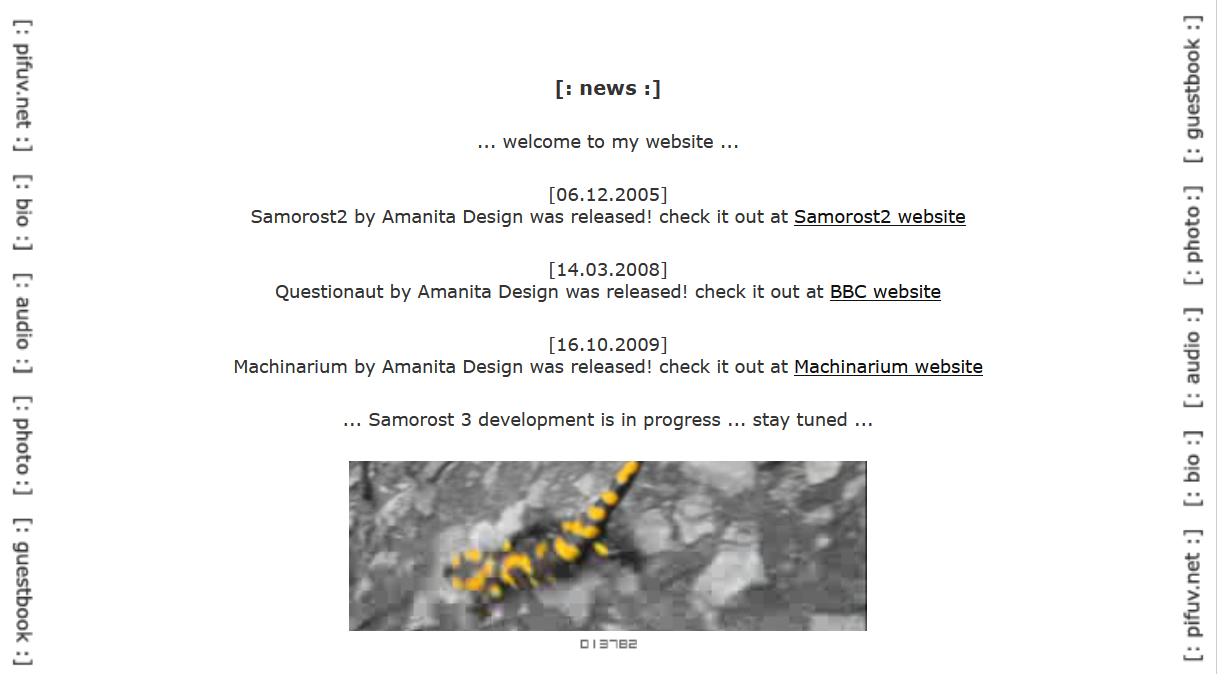 [: pifuv.net :]
[: bio :]
[: audio :]
[: photo :]
[: guestbook :]
[: news :]
... welcome to my website ...
[06.12.2005]
Samorost2 by Amanita Design was released! check it out at Samorost2 website
[14.03.2008]
Questionaut by Amanita Design was released! check it out at BBC website
[16.10.2009]
Machinarium by Amanita Design was released! check it out at Machinarium website
... Samorost 3 development is in progress ... stay tuned ...
013782
[: guestbook :]
[: photo :]
[: audio :]
[: bio :]
[: pifuv.net :]